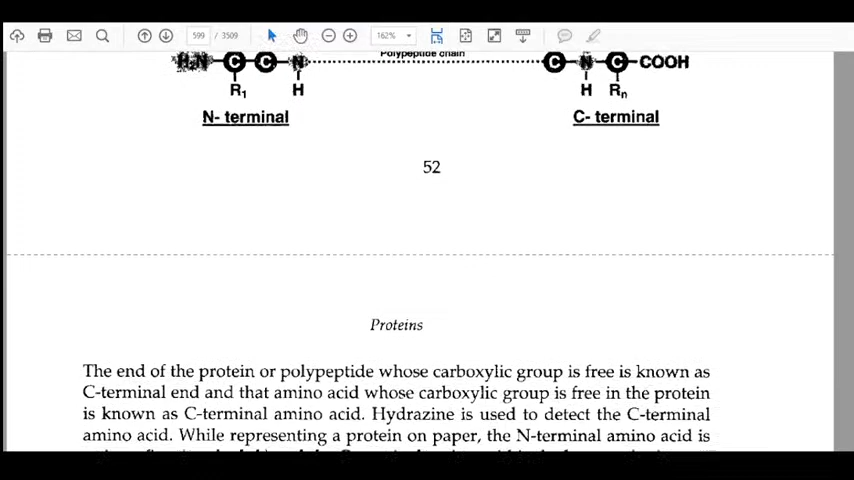 599 / 3509 162%
Polypeptide chain
H₂N C C N C N C COOH
R₁ H H Rₙ
N- terminal C- terminal
52
Proteins
The end of the protein or polypeptide whose carboxylic group is free is known as
C-terminal end and that amino acid whose carboxylic group is free in the protein
is known as C-terminal amino acid. Hydrazine is used to detect the C-terminal
amino acid. While representing a protein on paper, the N-terminal amino acid is